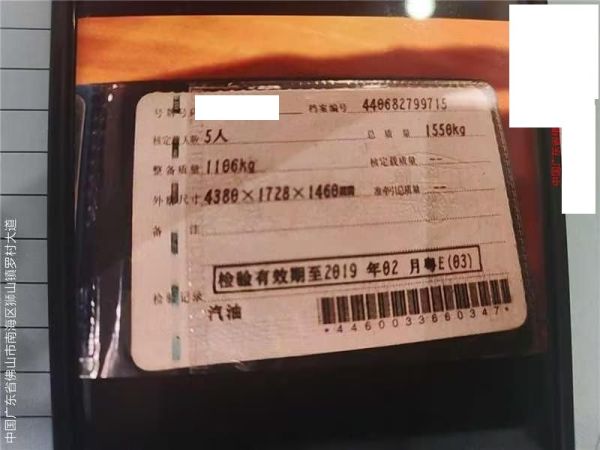 号牌号码
档案编号 440682799715
核定载人数 5人
总质量 1550kg
整备质量 1106kg
核定载质量 --
外廓尺寸 4380×1728×1460mm
准牵引总质量 --
备注
检验有效期至2019年02月粤E(03)
检验记录
汽油
*4460033660347*
中国广东省佛山市南海区狮山镇罗村大道